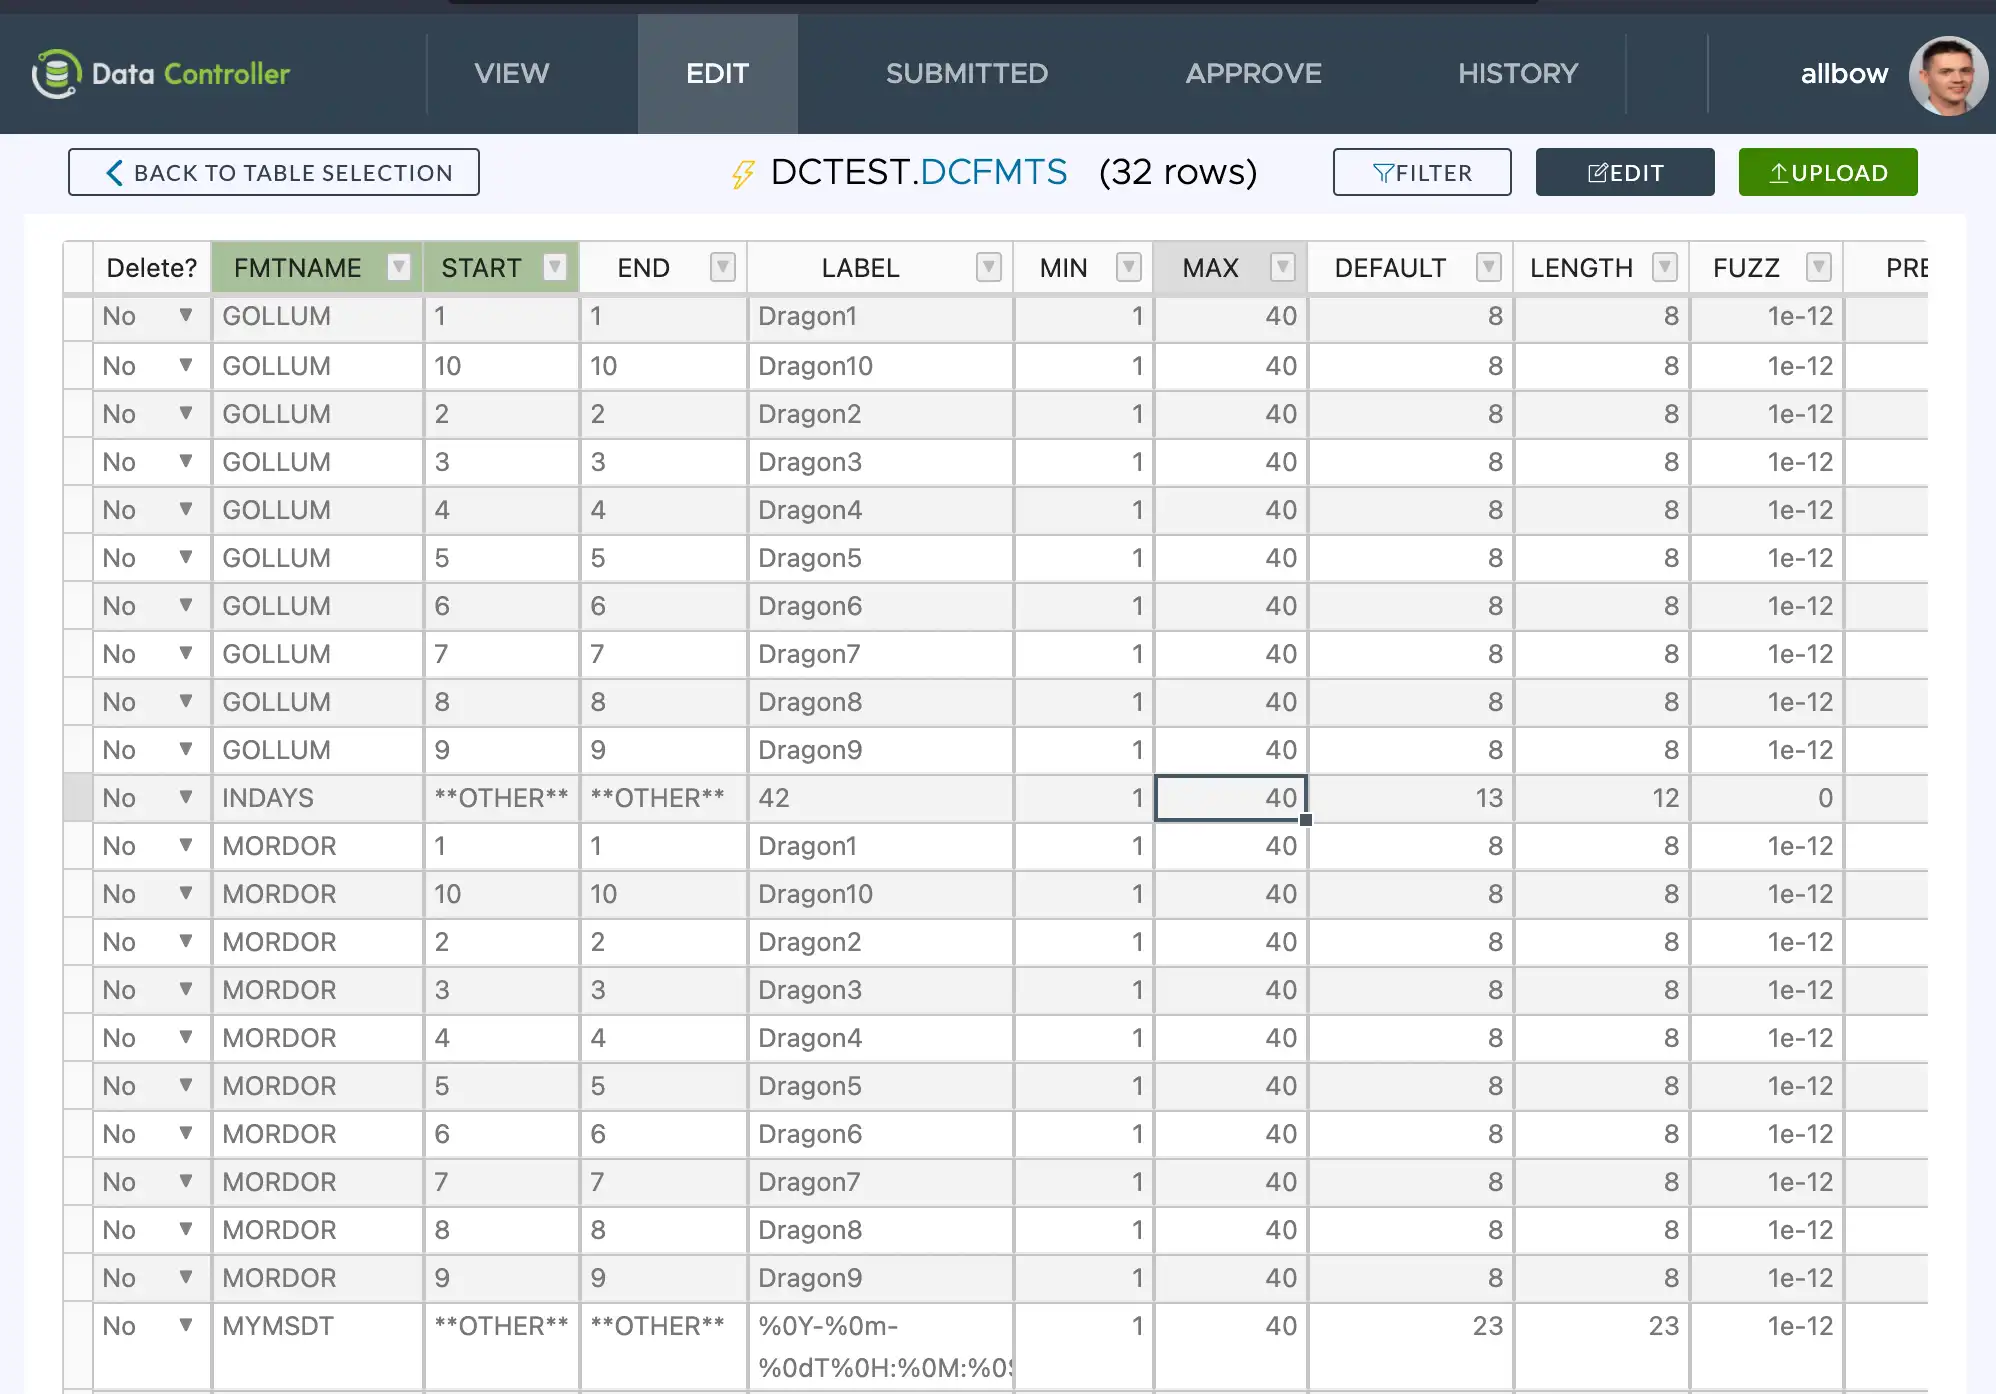 Data Controller VIEW EDIT SUBMITTED APPROVE HISTORY allbow
BACK TO TABLE SELECTION DCTEST.DCFMTS (32 rows) FILTER EDIT UPLOAD
Delete? FMTNAME START END LABEL MIN MAX DEFAULT LENGTH FUZZ PRE
No GOLLUM 1 1 Dragon1 1 40 8 8 1e-12
No GOLLUM 10 10 Dragon10 1 40 8 8 1e-12
No GOLLUM 2 2 Dragon2 1 40 8 8 1e-12
No GOLLUM 3 3 Dragon3 1 40 8 8 1e-12
No GOLLUM 4 4 Dragon4 1 40 8 8 1e-12
No GOLLUM 5 5 Dragon5 1 40 8 8 1e-12
No GOLLUM 6 6 Dragon6 1 40 8 8 1e-12
No GOLLUM 7 7 Dragon7 1 40 8 8 1e-12
No GOLLUM 8 8 Dragon8 1 40 8 8 1e-12
No GOLLUM 9 9 Dragon9 1 40 8 8 1e-12
No INDAYS **OTHER** **OTHER** 42 1 40 13 12 0
No MORDOR 1 1 Dragon1 1 40 8 8 1e-12
No MORDOR 10 10 Dragon10 1 40 8 8 1e-12
No MORDOR 2 2 Dragon2 1 40 8 8 1e-12
No MORDOR 3 3 Dragon3 1 40 8 8 1e-12
No MORDOR 4 4 Dragon4 1 40 8 8 1e-12
No MORDOR 5 5 Dragon5 1 40 8 8 1e-12
No MORDOR 6 6 Dragon6 1 40 8 8 1e-12
No MORDOR 7 7 Dragon7 1 40 8 8 1e-12
No MORDOR 8 8 Dragon8 1 40 8 8 1e-12
No MORDOR 9 9 Dragon9 1 40 8 8 1e-12
No MYMSDT **OTHER** **OTHER** %0Y-%0m- 1 40 23 23 1e-12
%0dT%0H:%0M:%0S